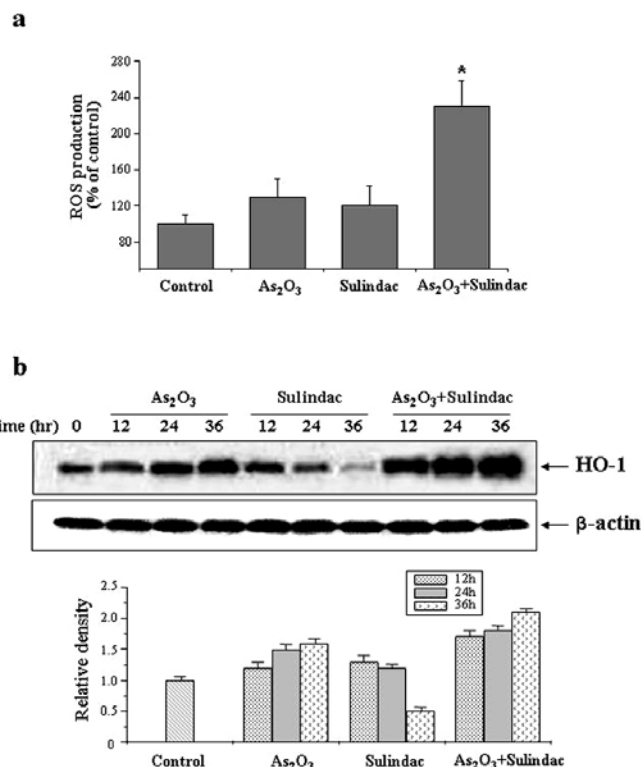 a
ROS production
(% of control)
280
240
200
160
120
80
*
Control As₂O₃ Sulindac As₂O₃+Sulindac
b
As₂O₃ Sulindac As₂O₃+Sulindac
ime (hr) 0 12 24 36 12 24 36 12 24 36
HO-1
β-actin
12h
24h
36h
Relative density
2.5
2.0
1.5
1.0
0.5
0
Control As₂O₃ Sulindac As₂O₃+Sulindac